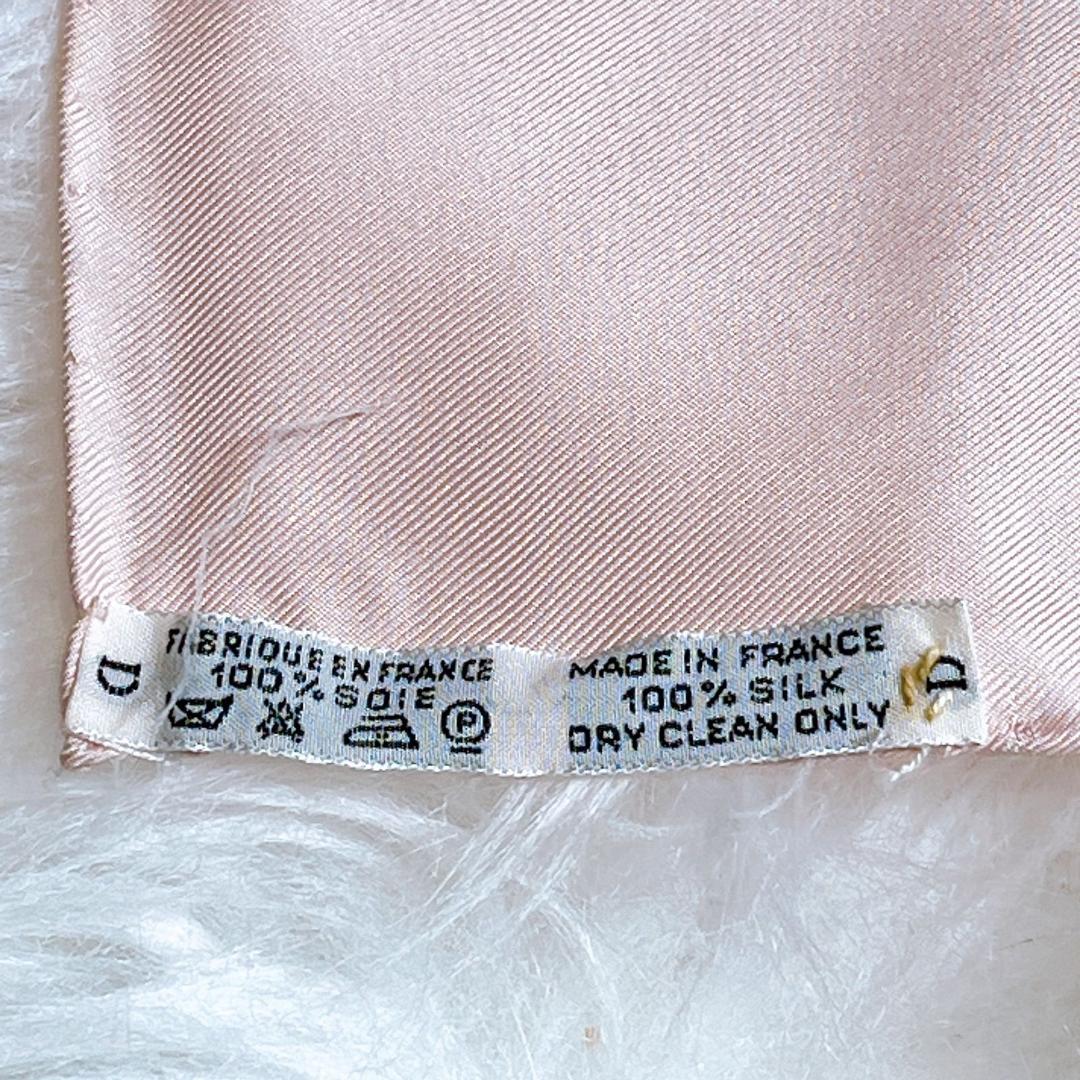 D
FABRIQUE EN FRANCE
100% SOIE
P
MADE IN FRANCE
100% SILK
DRY CLEAN ONLY
D